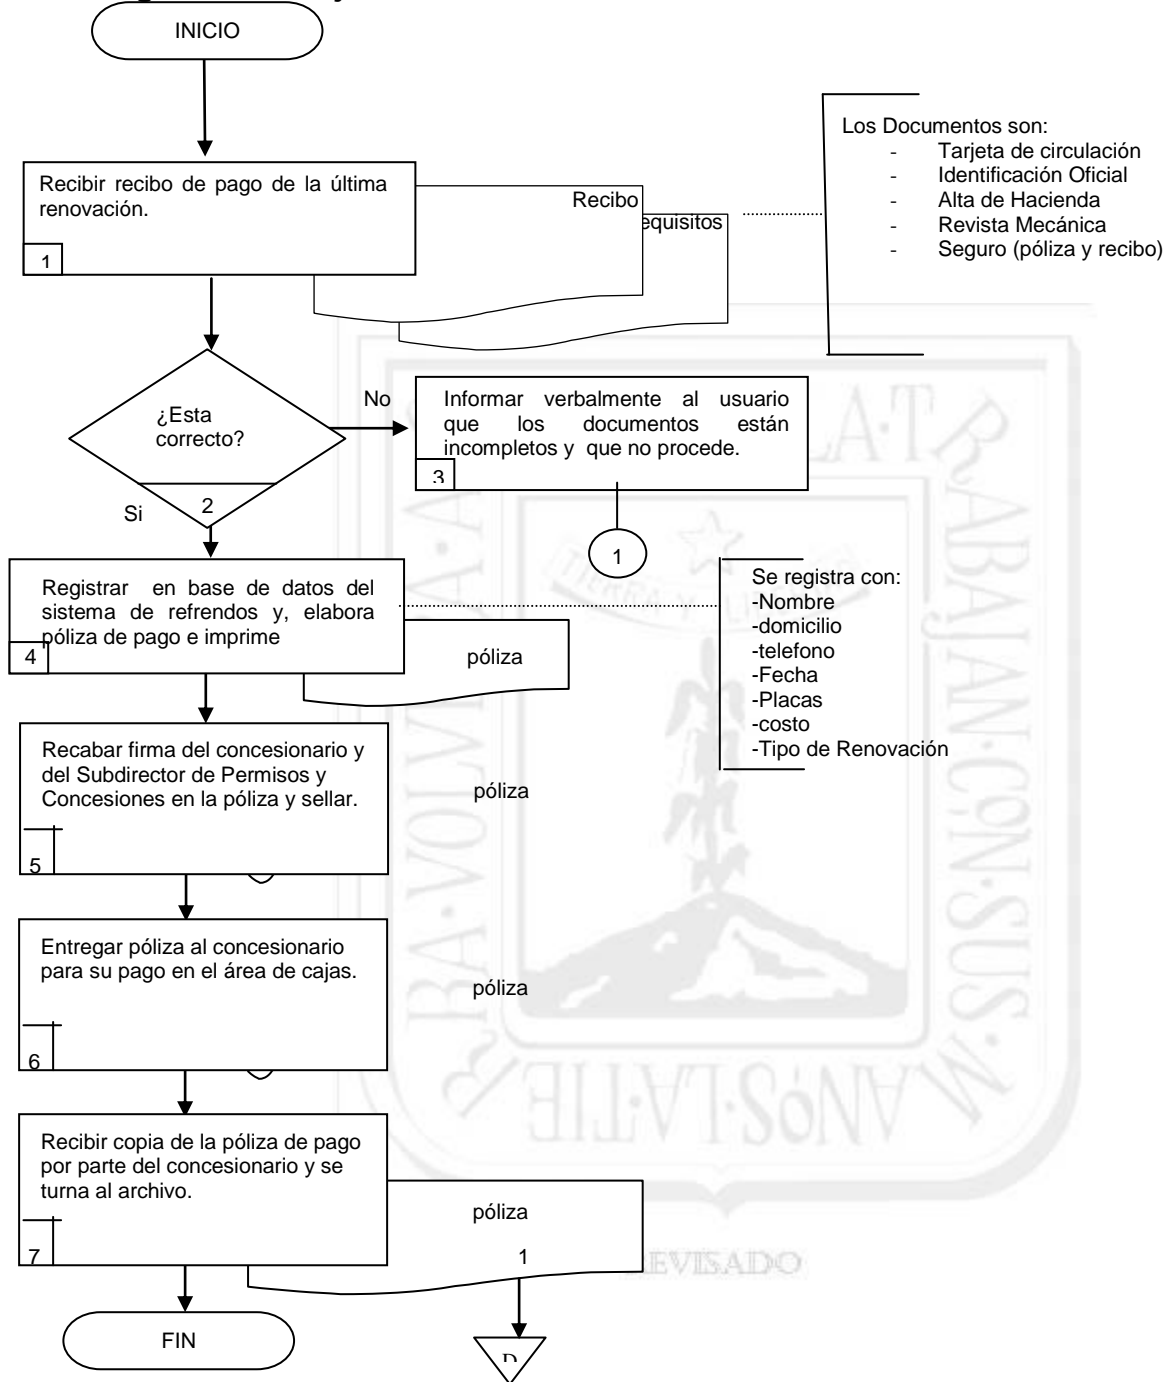 INICIO
Recibir recibo de pago de la última
renovación.
1
Recibo
equisitos
Los Documentos son:
- Tarjeta de circulación
- Identificación Oficial
- Alta de Hacienda
- Revista Mecánica
- Seguro (póliza y recibo)
¿Esta
correcto?
2
No
Si
Informar verbalmente al usuario
que los documentos están
incompletos y que no procede.
3
1
Registrar en base de datos del
sistema de refrendos y, elabora
póliza de pago e imprime
4
póliza
Se registra con:
-Nombre
-domicilio
-telefono
-Fecha
-Placas
-costo
-Tipo de Renovación
Recabar firma del concesionario y
del Subdirector de Permisos y
Concesiones en la póliza y sellar.
5
póliza
Entregar póliza al concesionario
para su pago en el área de cajas.
6
póliza
Recibir copia de la póliza de pago
por parte del concesionario y se
turna al archivo.
7
póliza
1
FIN
D
TIERRA Y LIBERTAD
REVISADO